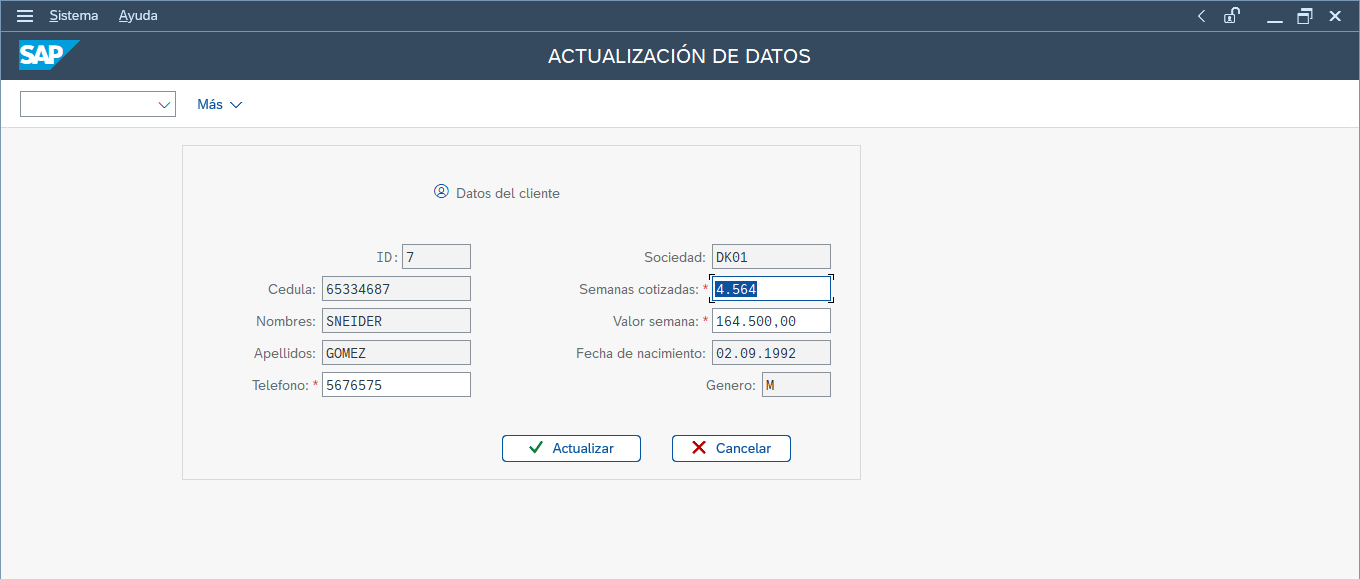 Sistema Ayuda
SAP ACTUALIZACIÓN DE DATOS
Más
Datos del cliente
ID: 7 Sociedad: DK01
Cedula: 65334687 Semanas cotizadas: * 4.564
Nombres: SNEIDER Valor semana: * 164.500,00
Apellidos: GOMEZ Fecha de nacimiento: 02.09.1992
Telefono: * 5676575 Genero: M
Actualizar Cancelar